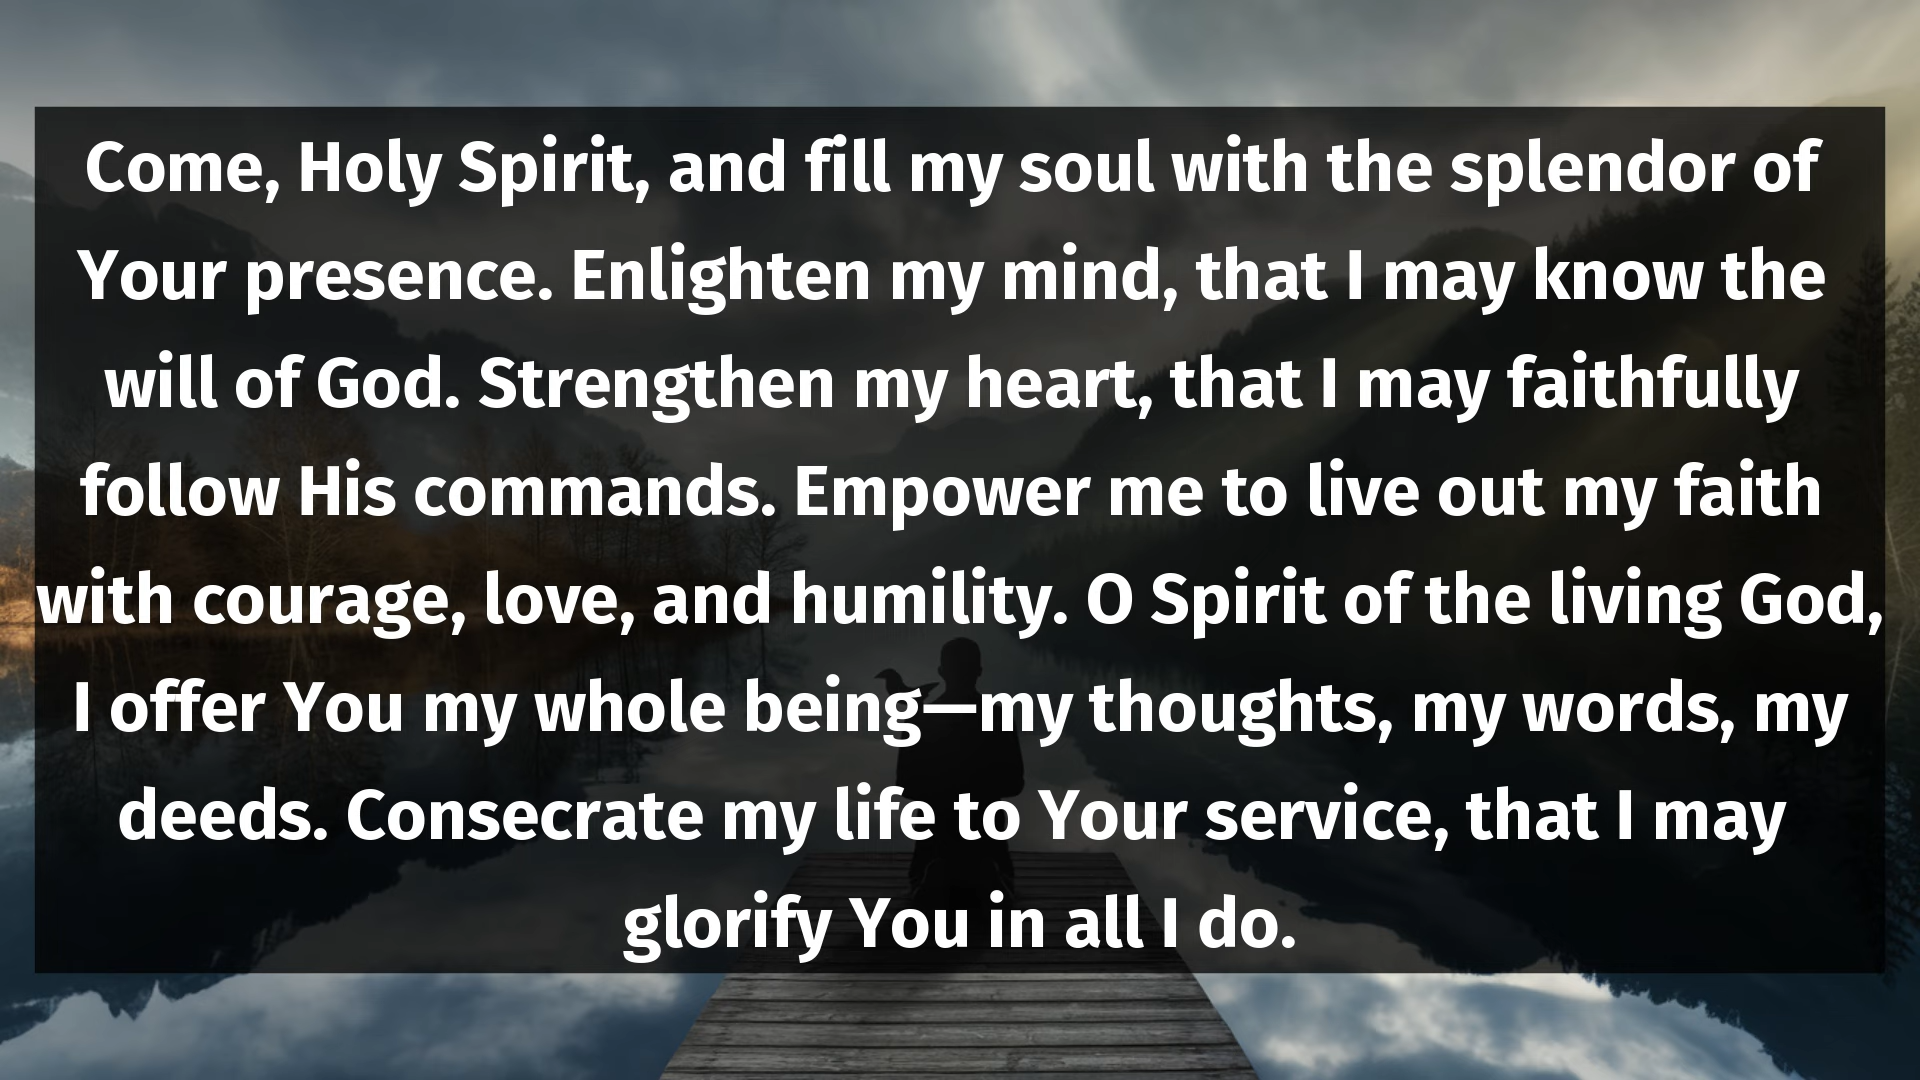 Come, Holy Spirit, and fill my soul with the splendor of
Your presence. Enlighten my mind, that I may know the
will of God. Strengthen my heart, that I may faithfully
follow His commands. Empower me to live out my faith
with courage, love, and humility. O Spirit of the living God,
I offer You my whole being—my thoughts, my words, my
deeds. Consecrate my life to Your service, that I may
glorify You in all I do.